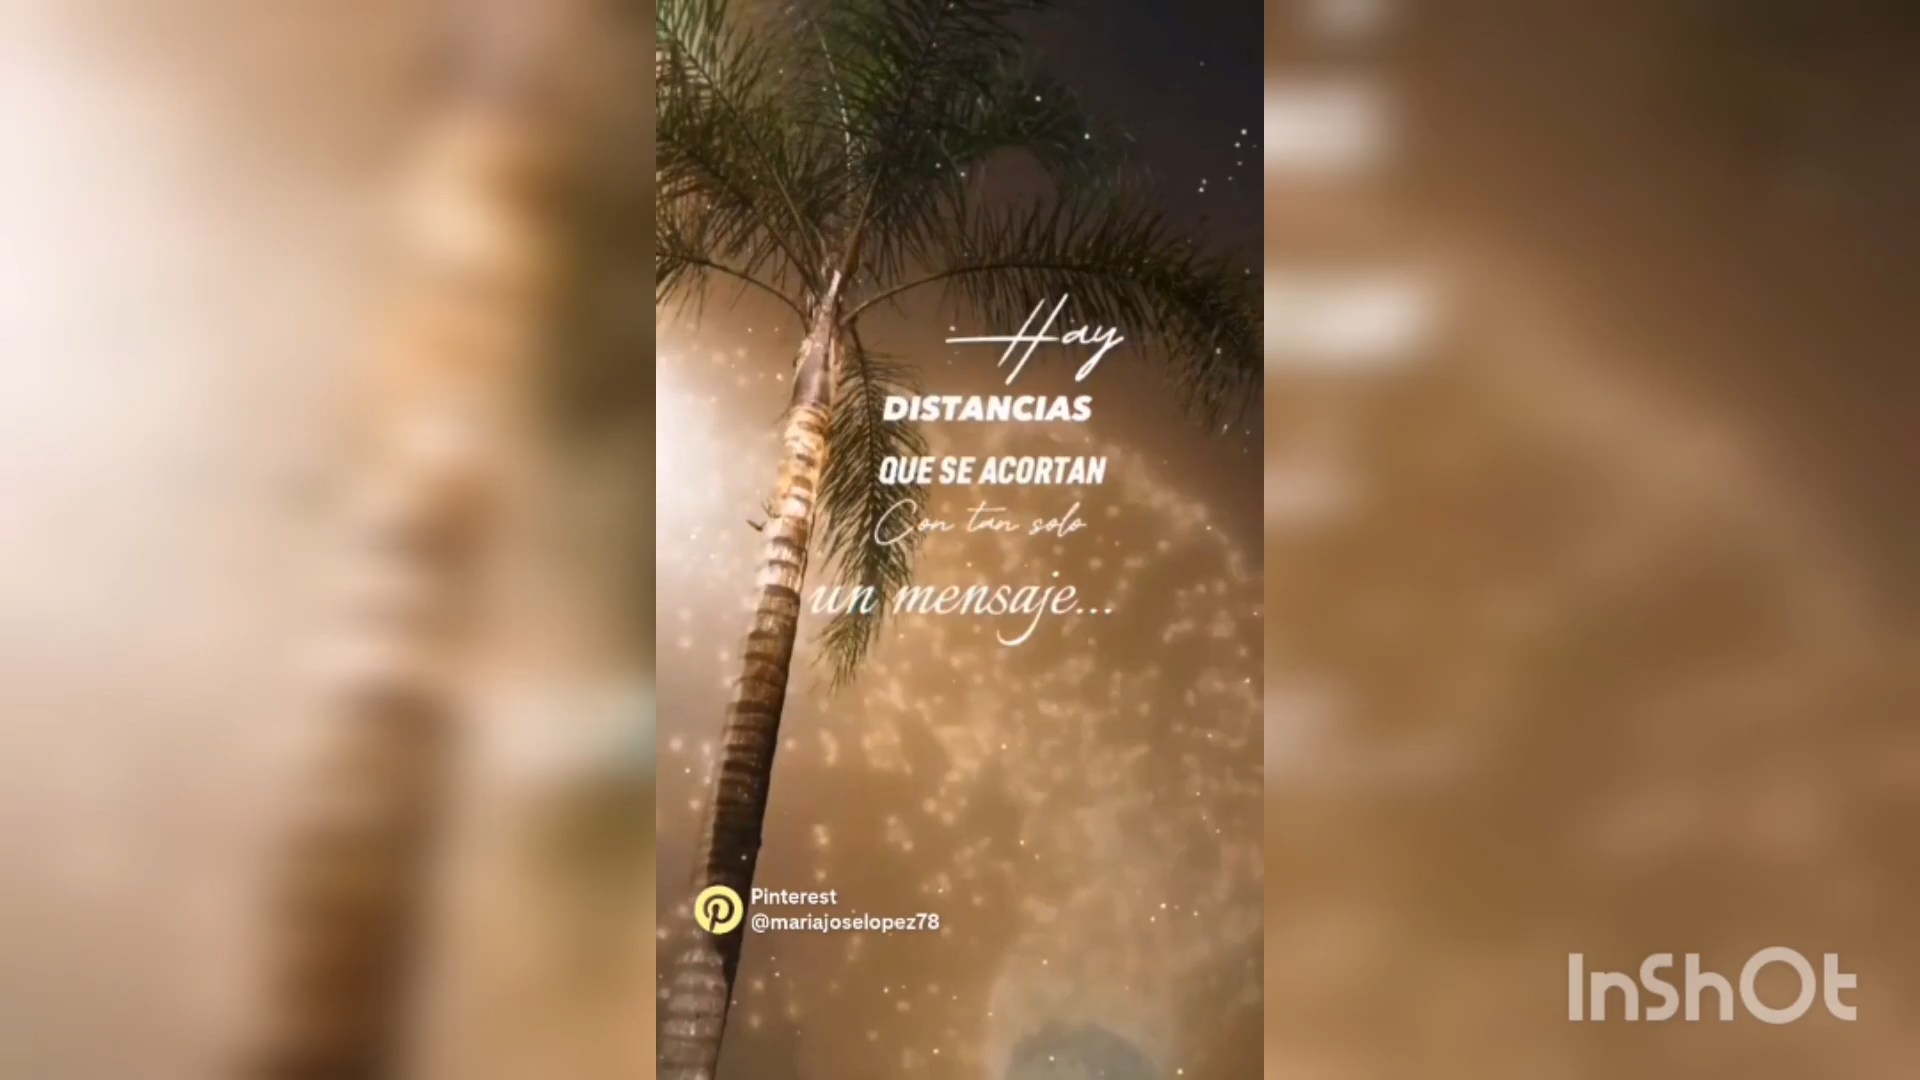 Hay
DISTANCIAS
QUE SE ACORTAN
Con tan solo
un mensaje...
Pinterest
@mariajoselopez78
InShOt